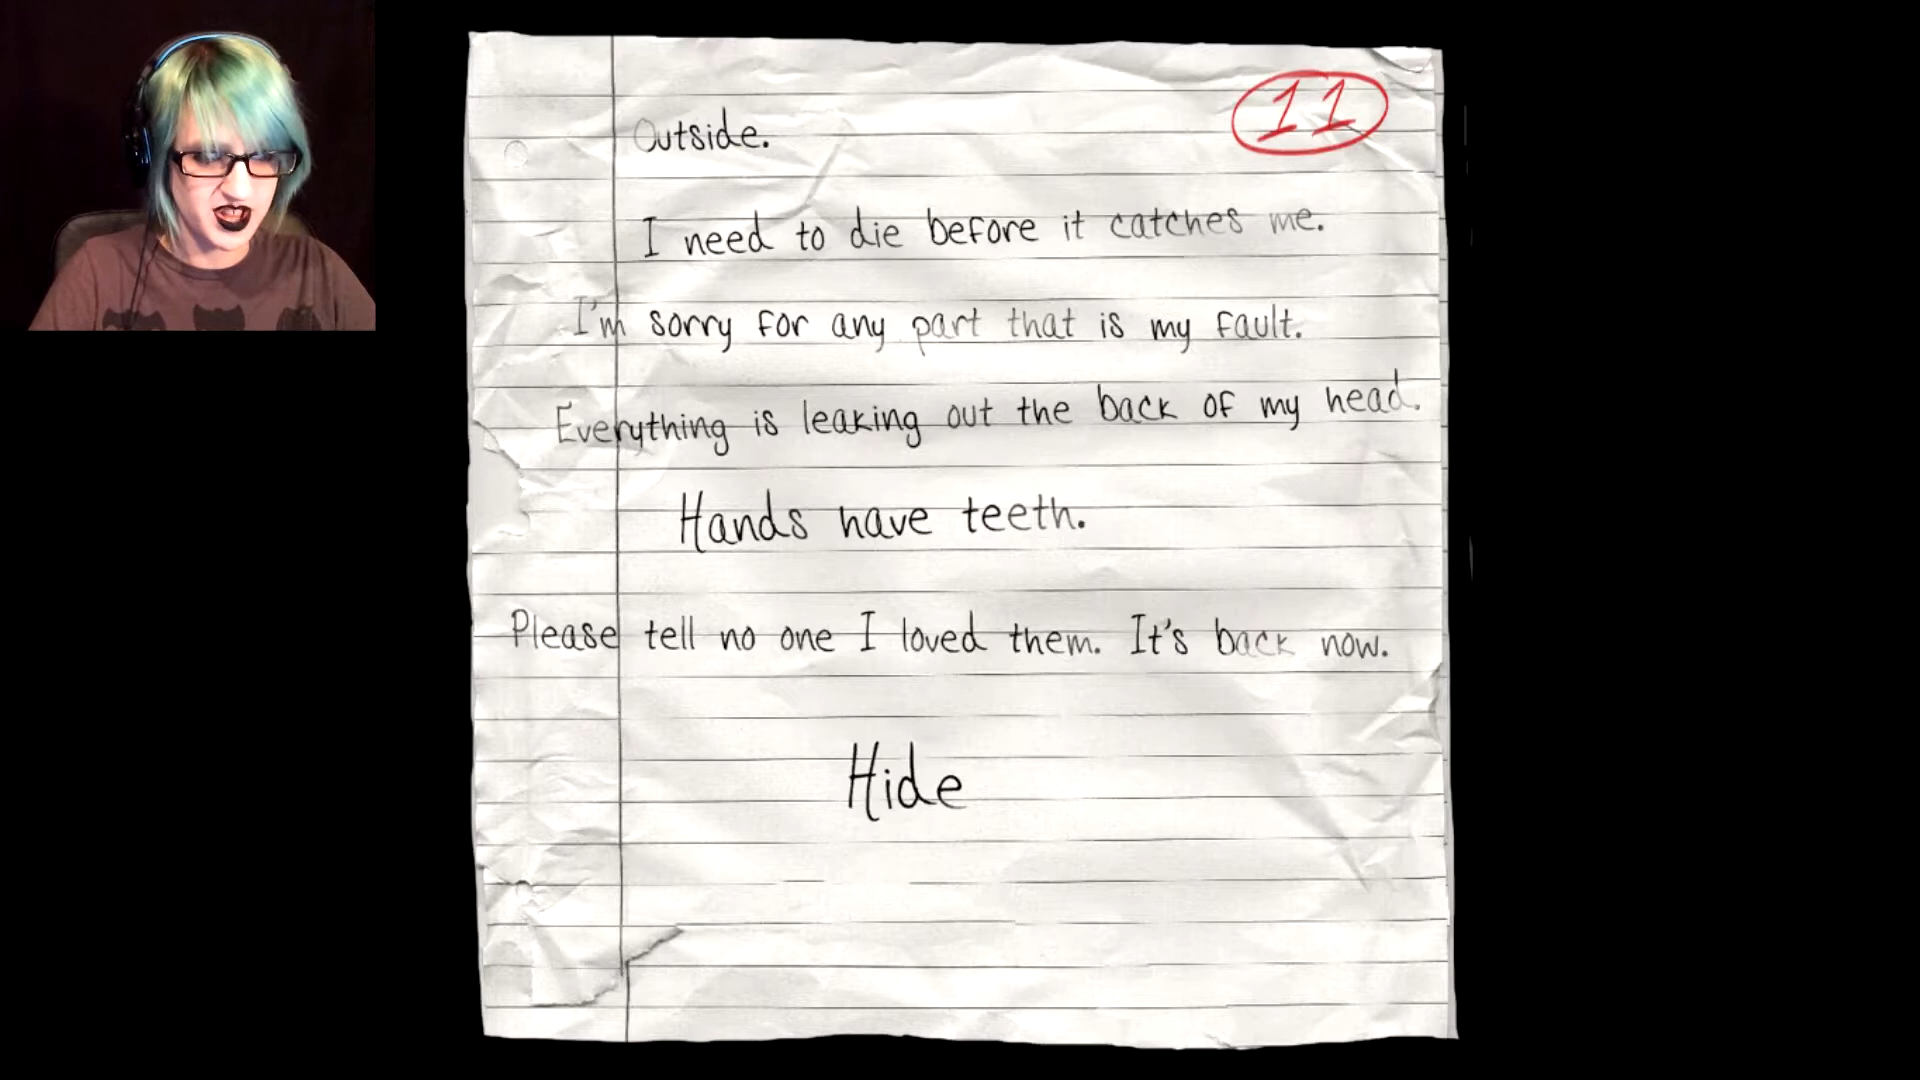 11
Outside.
I need to die before it catches me.
I'm sorry for any part that is my fault.
Everything is leaking out the back of my head.
Hands have teeth.
Please tell no one I loved them. It's back now.
Hide